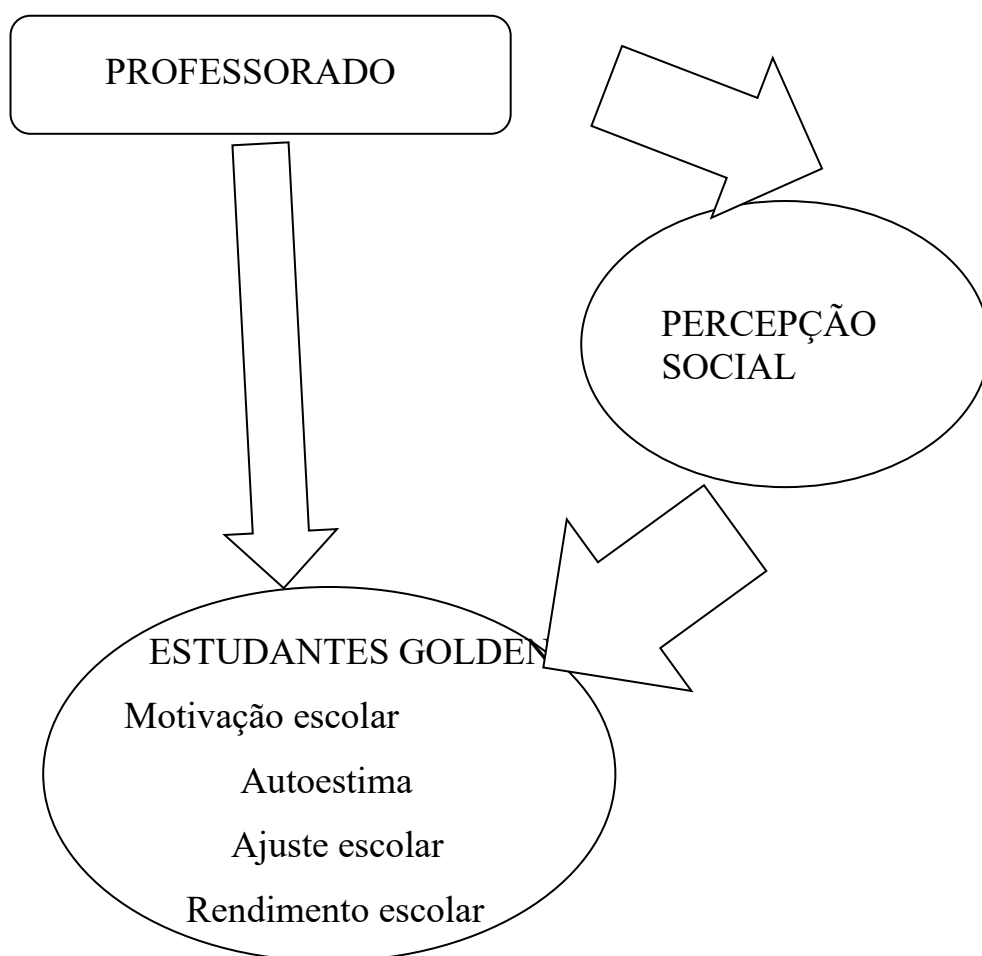 PROFESSORADO
PERCEPÇÃO
SOCIAL
ESTUDANTES GOLDEN
Motivação escolar
Autoestima
Ajuste escolar
Rendimento escolar